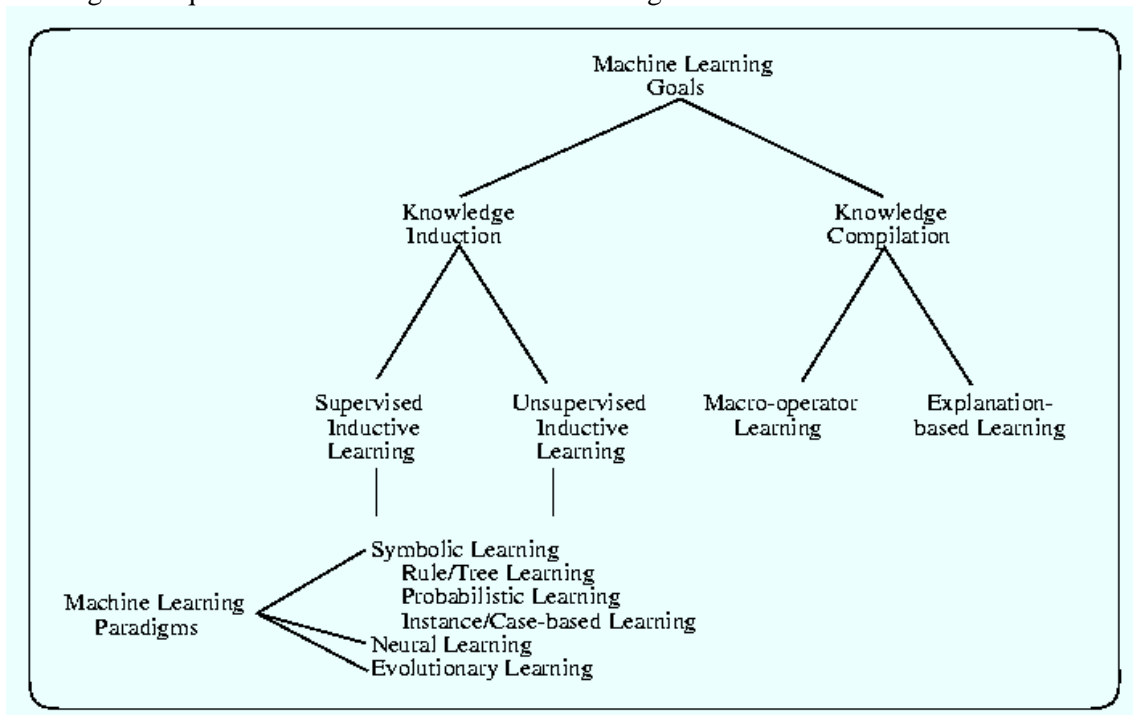 Machine Learning
Goals
Knowledge
Induction
Knowledge
Compilation
Supervised
Inductive
Learning
Unsupervised
Inductive
Learning
Macro-operator
Learning
Explanation-
based Learning
Symbolic Learning
Rule/Tree Learning
Probabilistic Learning
Instance/Case-based Learning
Neural Learning
Evolutionary Learning
Machine Learning
Paradigms